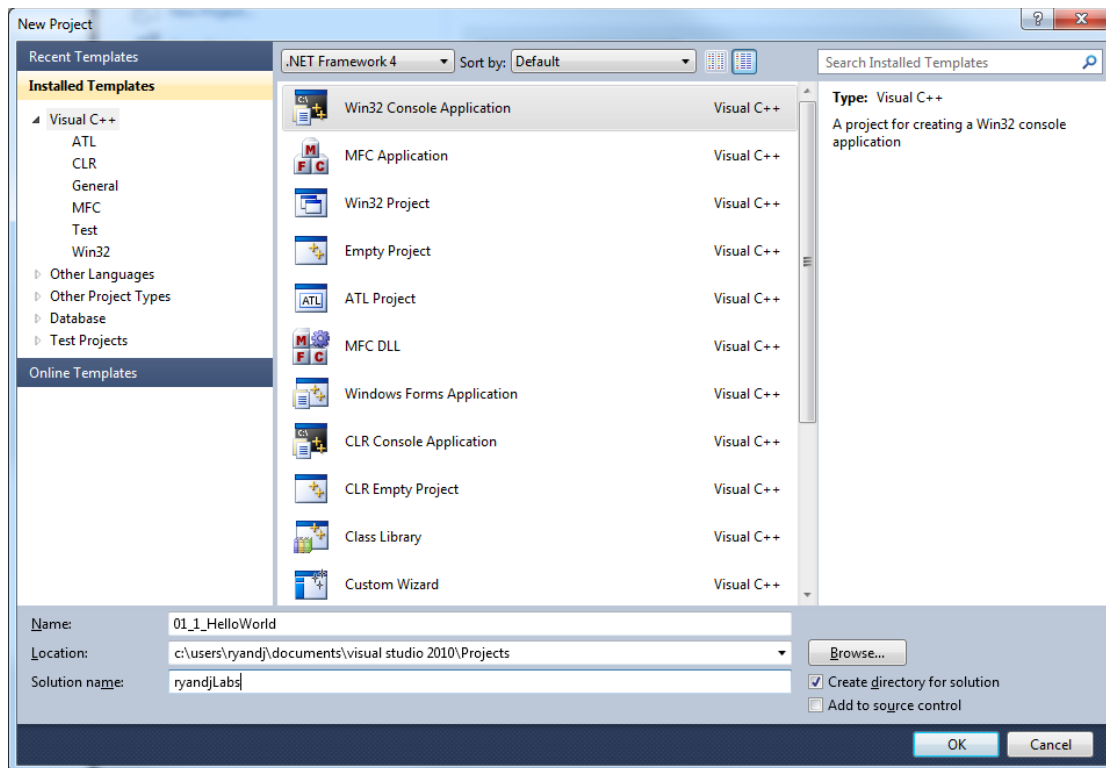 New Project
Recent Templates
Installed Templates
Visual C++
ATL
CLR
General
MFC
Test
Win32
Other Languages
Other Project Types
Database
Test Projects
Online Templates
.NET Framework 4 Sort by: Default
Win32 Console Application Visual C++
MFC Application Visual C++
Win32 Project Visual C++
Empty Project Visual C++
ATL Project Visual C++
MFC DLL Visual C++
Windows Forms Application Visual C++
CLR Console Application Visual C++
CLR Empty Project Visual C++
Class Library Visual C++
Custom Wizard Visual C++
Search Installed Templates
Type: Visual C++
A project for creating a Win32 console
application
Name: 01_1_HelloWorld
Location: c:\users\ryandj\documents\visual studio 2010\Projects Browse...
Solution name: ryandjLabs
Create directory for solution
Add to source control
OK Cancel